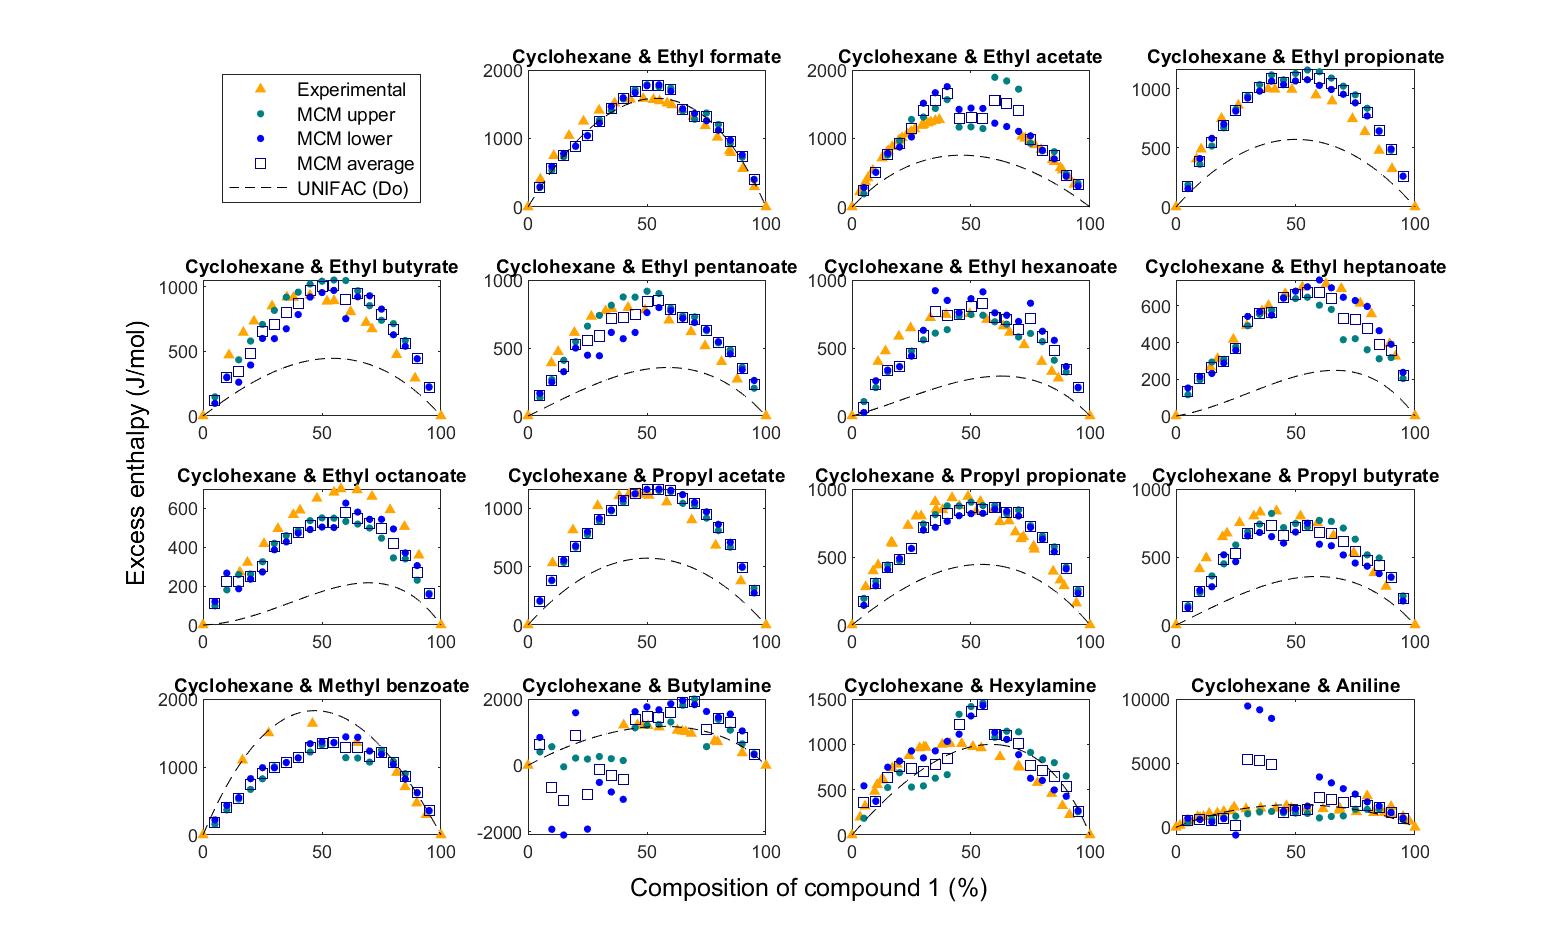 Experimental
MCM upper
MCM lower
MCM average
UNIFAC (Do)
Cyclohexane & Ethyl formate
2000
1000
0
0 50 100
Cyclohexane & Ethyl acetate
2000
1000
0
0 50 100
Cyclohexane & Ethyl propionate
1000
500
0
0 50 100
Cyclohexane & Ethyl butyrate
1000
500
0
0 50 100
Cyclohexane & Ethyl pentanoate
1000
500
0
0 50 100
Cyclohexane & Ethyl hexanoate
1000
500
0
0 50 100
Cyclohexane & Ethyl heptanoate
600
400
200
0
0 50 100
Cyclohexane & Ethyl octanoate
600
400
200
0
0 50 100
Cyclohexane & Propyl acetate
1000
500
0
0 50 100
Cyclohexane & Propyl propionate
1000
500
0
0 50 100
Cyclohexane & Propyl butyrate
1000
500
0
0 50 100
Cyclohexane & Methyl benzoate
2000
1000
0
0 50 100
Cyclohexane & Butylamine
2000
0
-2000
0 50 100
Cyclohexane & Hexylamine
1500
1000
500
0
0 50 100
Cyclohexane & Aniline
10000
5000
0
0 50 100
Excess enthalpy (J/mol)
Composition of compound 1 (%)